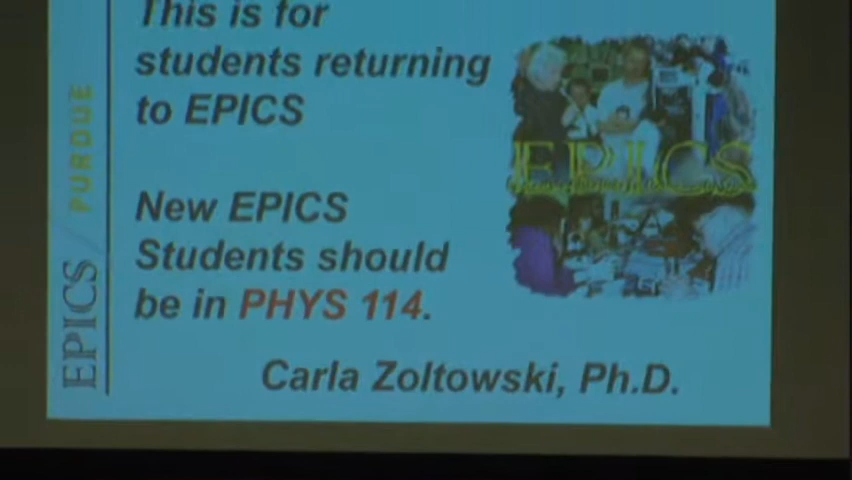 This is for
students returning
to EPICS
New EPICS
Students should
be in PHYS 114.
Carla Zoltowski, Ph.D.
EPICS PURDUE
EPICS